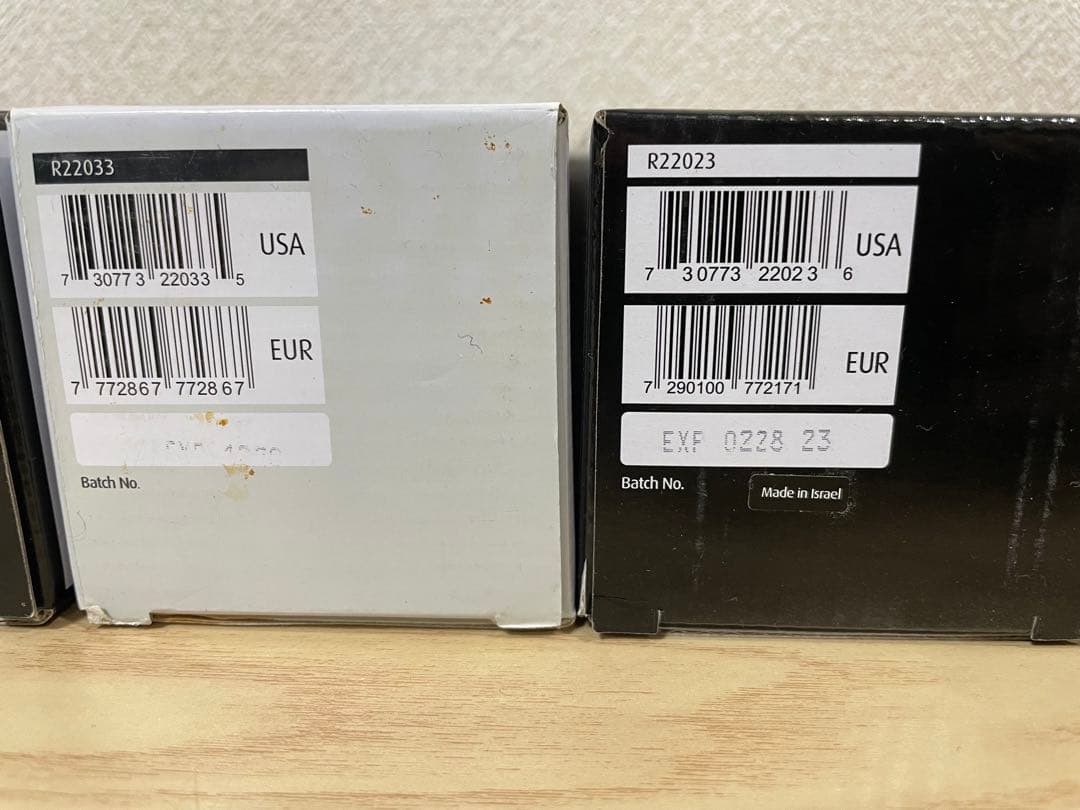 R22033
USA
7 30773 22033 5
EUR
7 772867 772867
Batch No.
R22023
USA
7 30773 22023 6
EUR
7 290100 772171
EXP 0228 23
Batch No.
Made in Israel